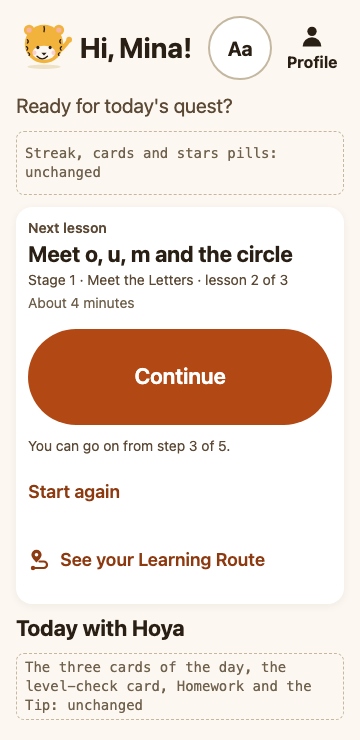 Hi, Mina!
Aa
Profile
Ready for today's quest?
Streak, cards and stars pills:
unchanged
Next lesson
Meet o, u, m and the circle
Stage 1 · Meet the Letters · lesson 2 of 3
About 4 minutes
Continue
You can go on from step 3 of 5.
Start again
See your Learning Route
Today with Hoya
The three cards of the day, the
level-check card, Homework and the
Tip: unchanged